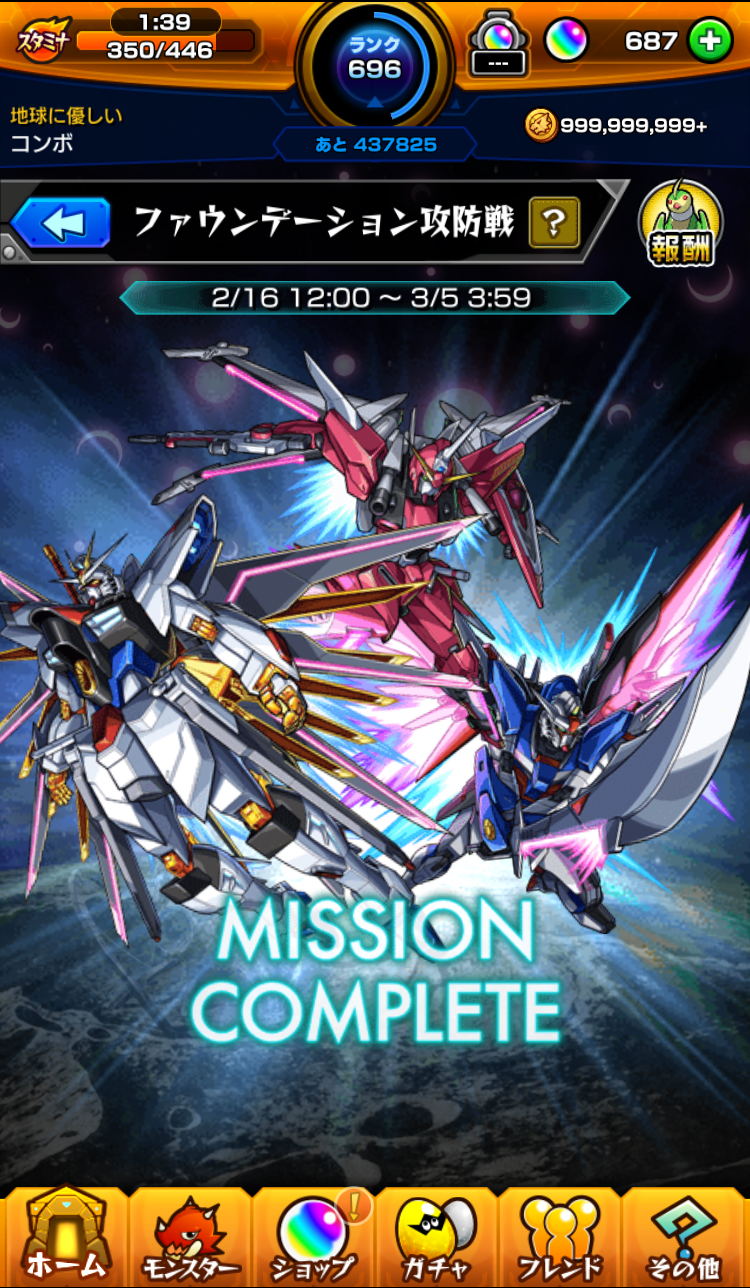 スタミナ
1:39
350/446
ランク
696
---
687
地球に優しい
コンボ
あと 437825
999,999,999+
ファウンデーション攻防戦
?
報酬
2/16 12:00 ～ 3/5 3:59
MISSION
COMPLETE
ホーム
モンスター
!
ショップ
ガチャ
フレンド
その他